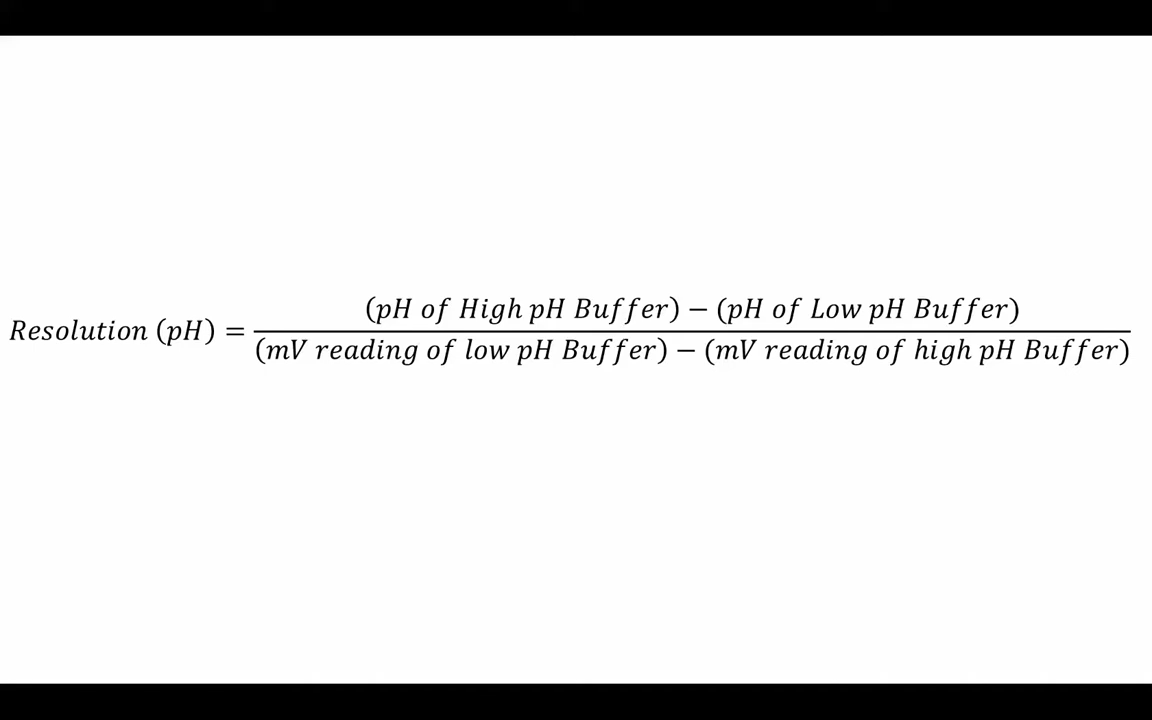 Resolution (pH) = 
(pH of High pH Buffer) − (pH of Low pH Buffer)
(mV reading of low pH Buffer) − (mV reading of high pH Buffer)